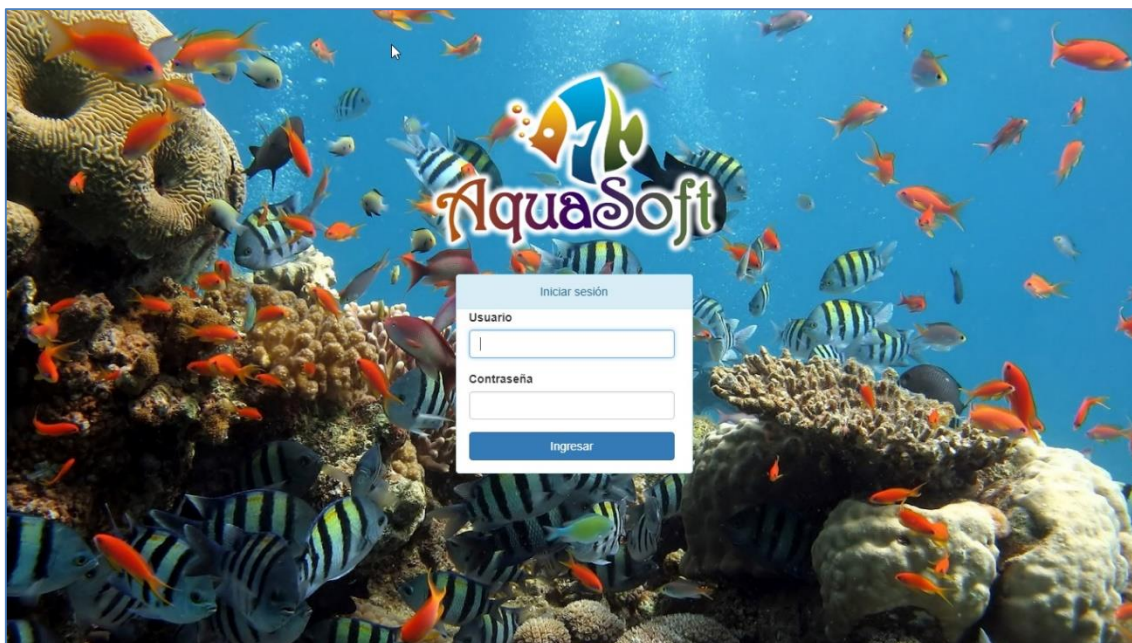 AquaSoft
Iniciar sesión
Usuario
Contraseña
Ingresar